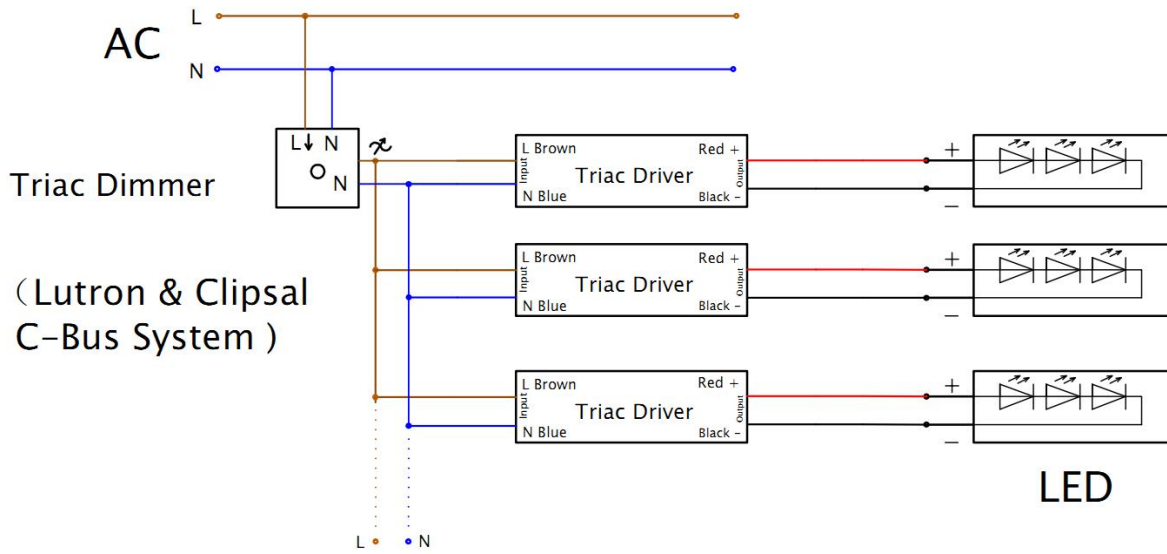 L
AC
N
L↓ N
N
Triac Dimmer
（Lutron & Clipsal
C-Bus System )
L Brown
Input
N Blue
Triac Driver
Red +
Output
Black -
+
—
L Brown
Input
N Blue
Triac Driver
Red +
Output
Black -
+
—
L Brown
Input
N Blue
Triac Driver
Red +
Output
Black -
+
—
LED
L
N